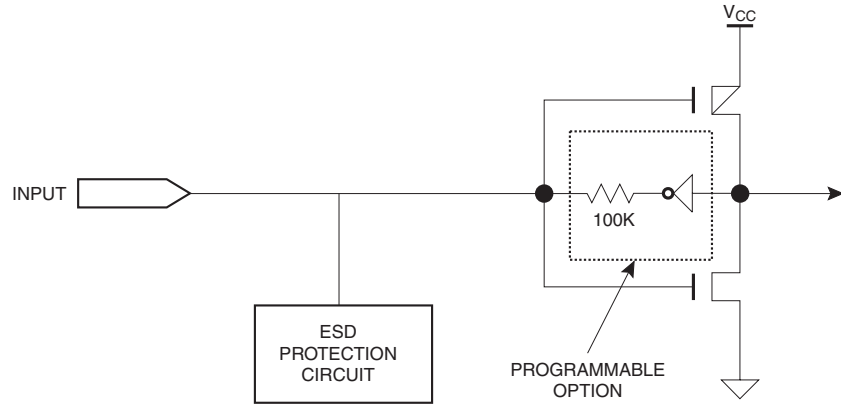 VCC
INPUT
100K
ESD
PROTECTION
CIRCUIT
PROGRAMMABLE
OPTION